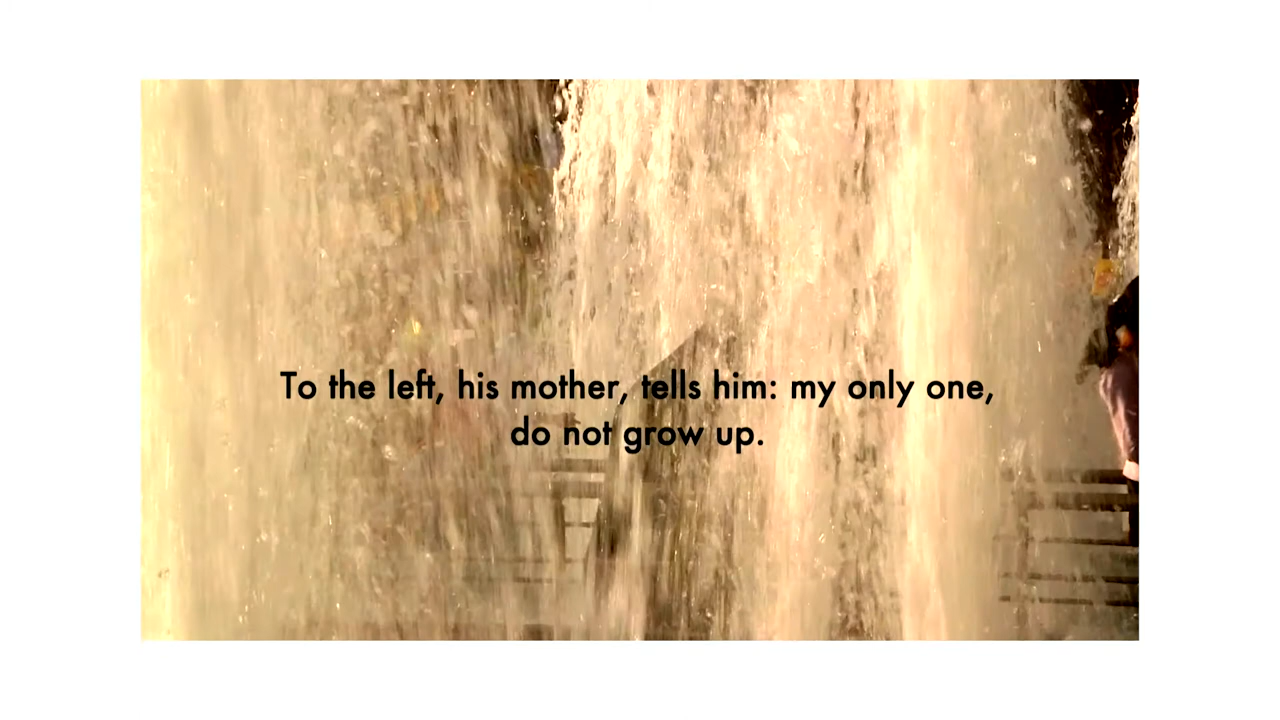 To the left, his mother, tells him: my only one,
do not grow up.